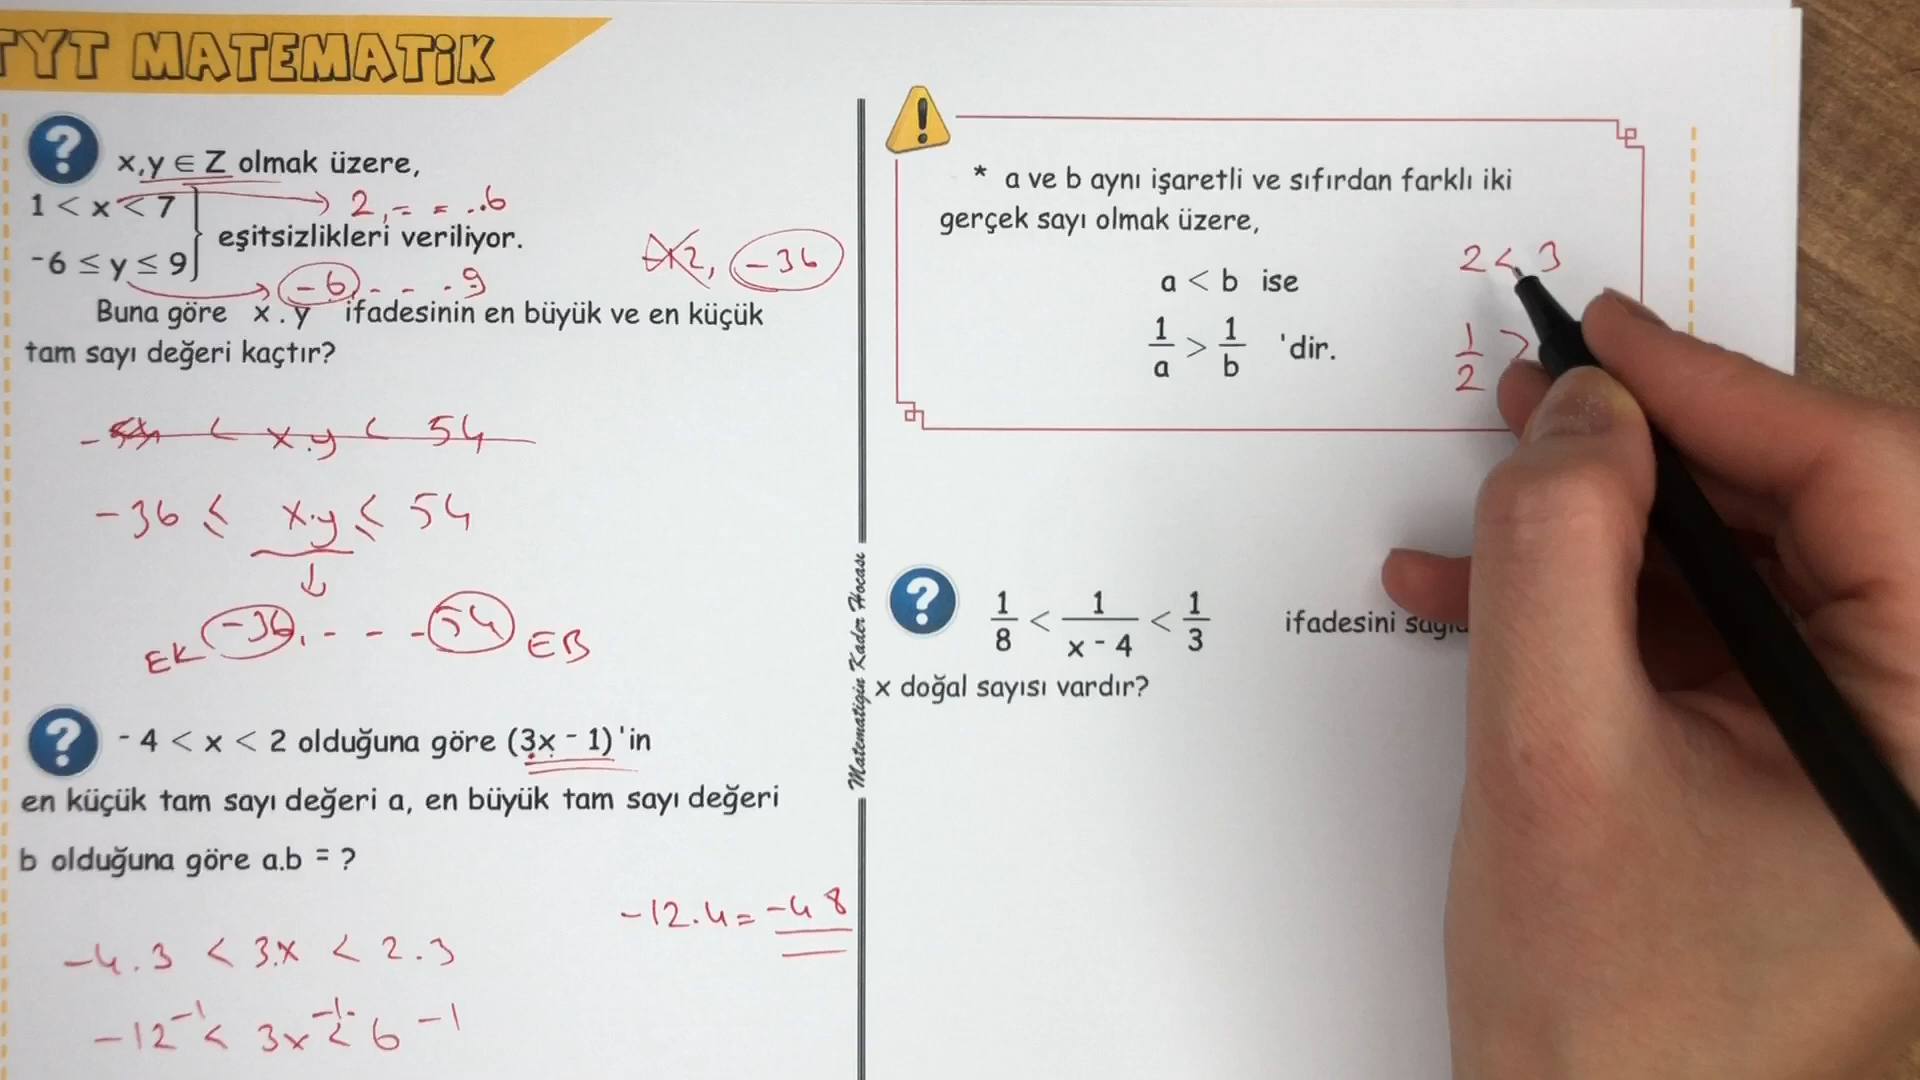 TYT MATEMATİK
x,y ∈ Z olmak üzere,
1 < x < 7
2, - = - .. 6
-6 ≤ y ≤ 9
eşitsizlikleri veriliyor.
-6, - - - 9
-36
Buna göre x . y ifadesinin en büyük ve en küçük
tam sayı değeri kaçtır?
-54 < x.y < 54
-36 ≤ x.y ≤ 54
↓
EK -36, - - - 54 EB
- 4 < x < 2 olduğuna göre (3x - 1)'in
en küçük tam sayı değeri a, en büyük tam sayı değeri
b olduğuna göre a.b = ?
-12.4 = -48
-4.3 < 3.x < 2.3
-12 -1 < 3x -1 < 6 -1
Matematiğin Kader Hocası
* a ve b aynı işaretli ve sıfırdan farklı iki
gerçek sayı olmak üzere,
a < b ise
1/a > 1/b 'dir.
2 < 3
1/2 >
1/8 < 1/(x - 4) < 1/3 ifadesini
x doğal sayısı vardır?